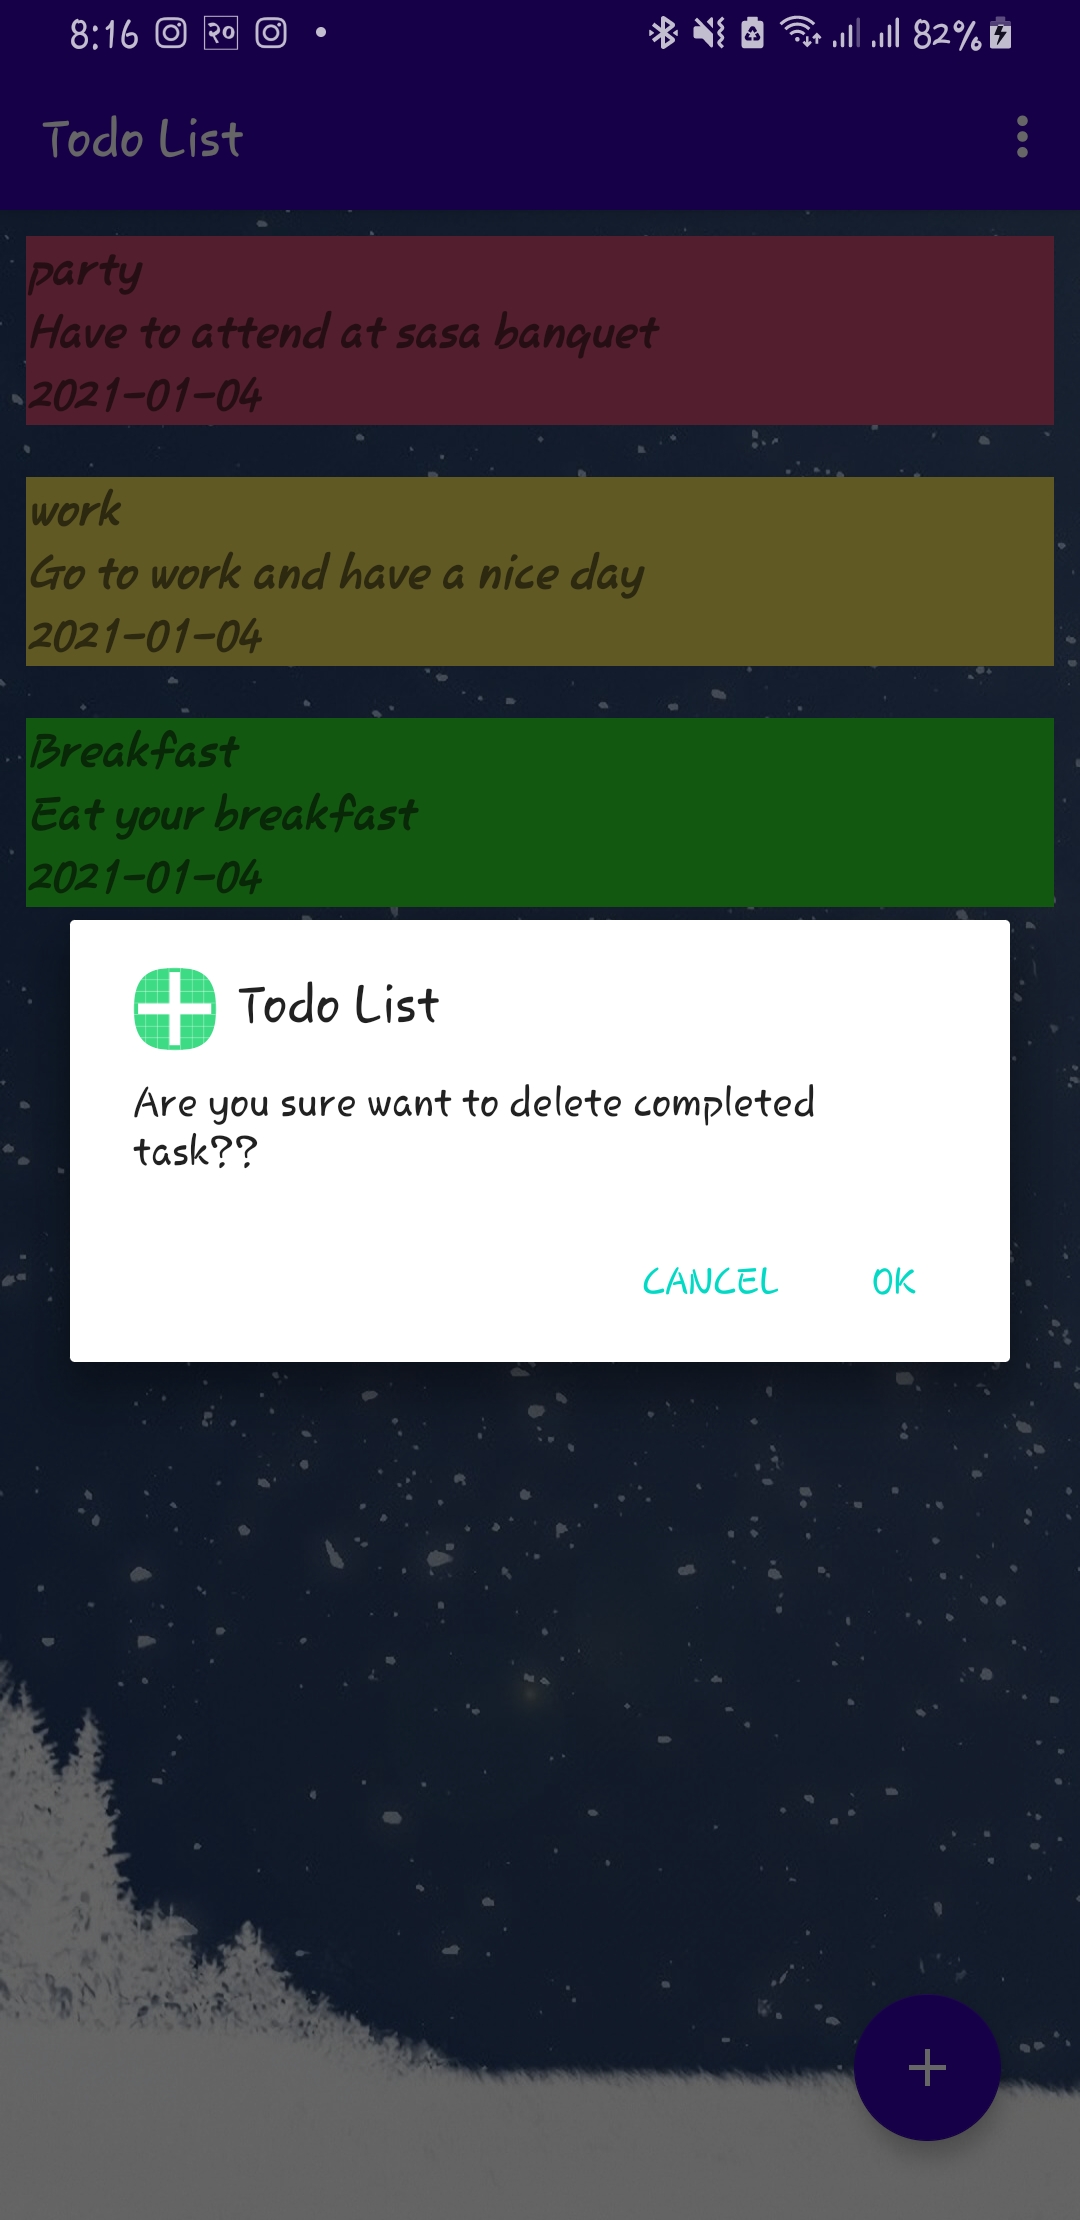 8:16 २० 82%
Todo List
party
Have to attend at sasa banquet
2021-01-04
work
Go to work and have a nice day
2021-01-04
Breakfast
Eat your breakfast
2021-01-04
Todo List
Are you sure want to delete completed
task??
CANCEL OK